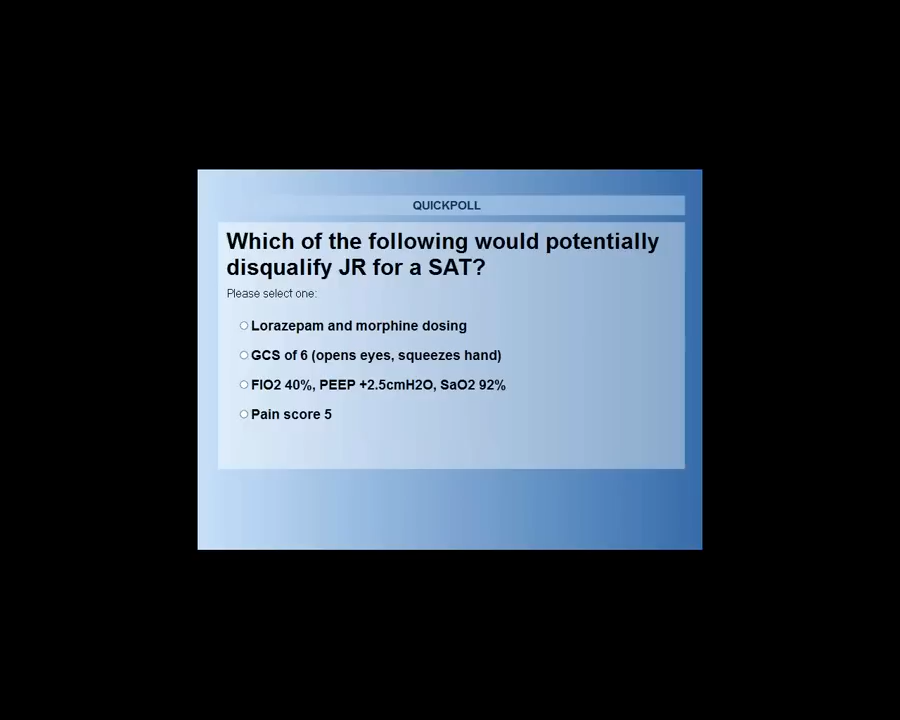 QUICKPOLL
Which of the following would potentially
disqualify JR for a SAT?
Please select one:
Lorazepam and morphine dosing
GCS of 6 (opens eyes, squeezes hand)
FIO2 40%, PEEP +2.5cmH2O, SaO2 92%
Pain score 5